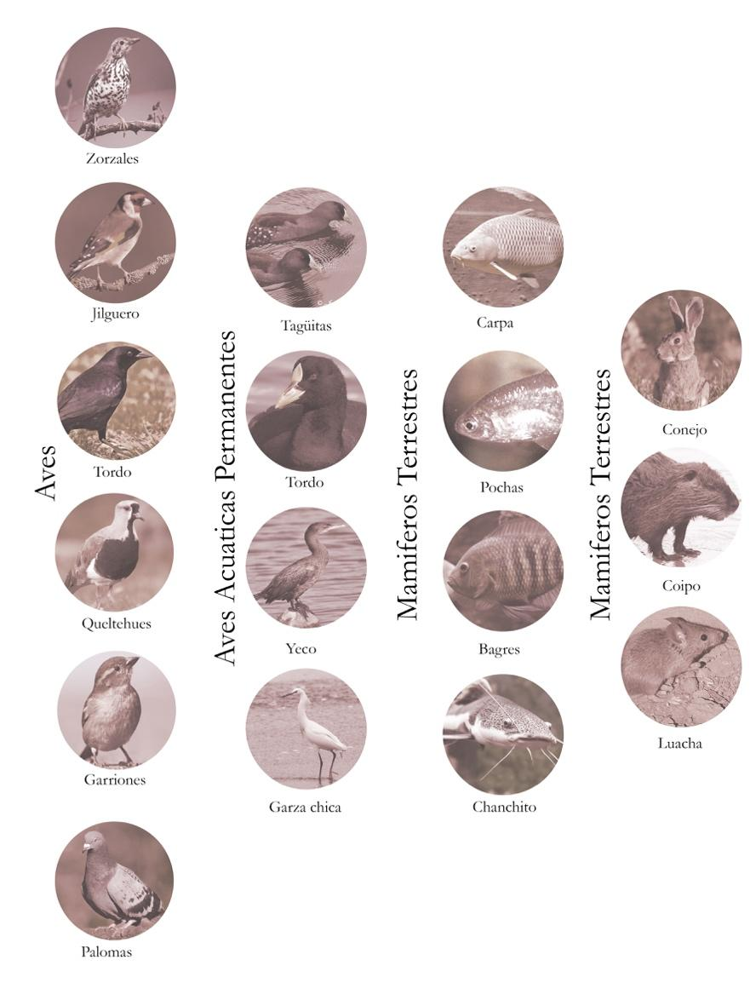 Aves
Zorzales
Jilguero
Tordo
Queltehues
Garriones
Palomas
Aves Acuaticas Permanentes
Tagüitas
Tordo
Yeco
Garza chica
Mamiferos Terrestres
Carpa
Pochas
Bagres
Chanchito
Mamiferos Terrestres
Conejo
Coipo
Luacha